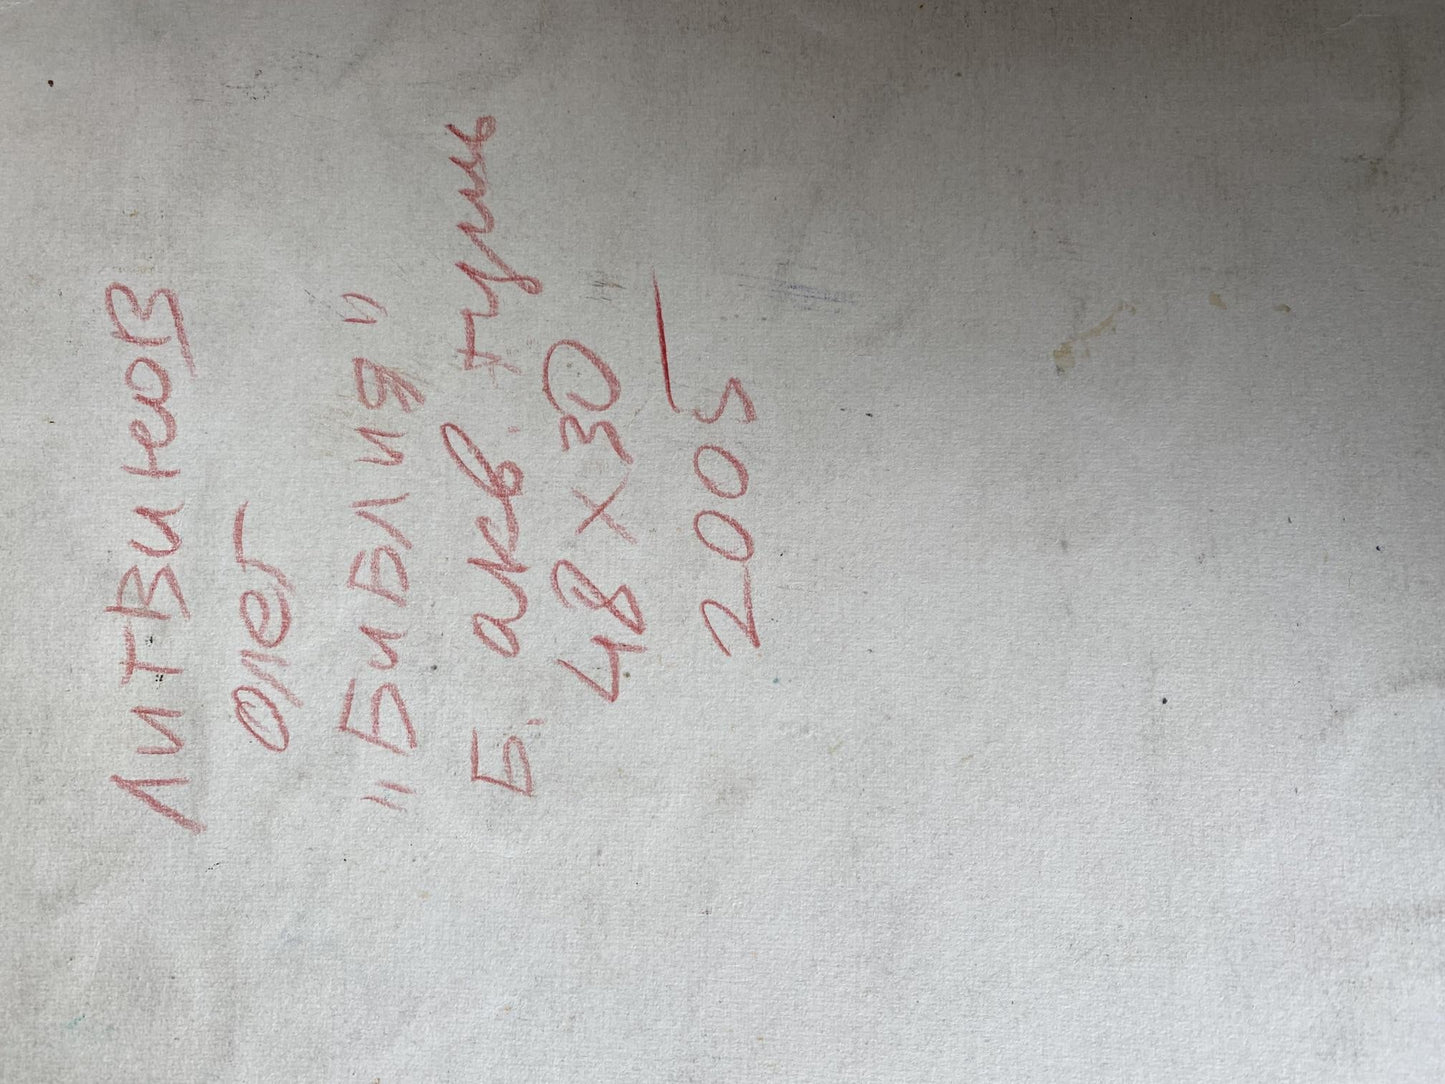 Литвинов
Олег
"Библия"
Б. акв. тушь
48 х 30
2005